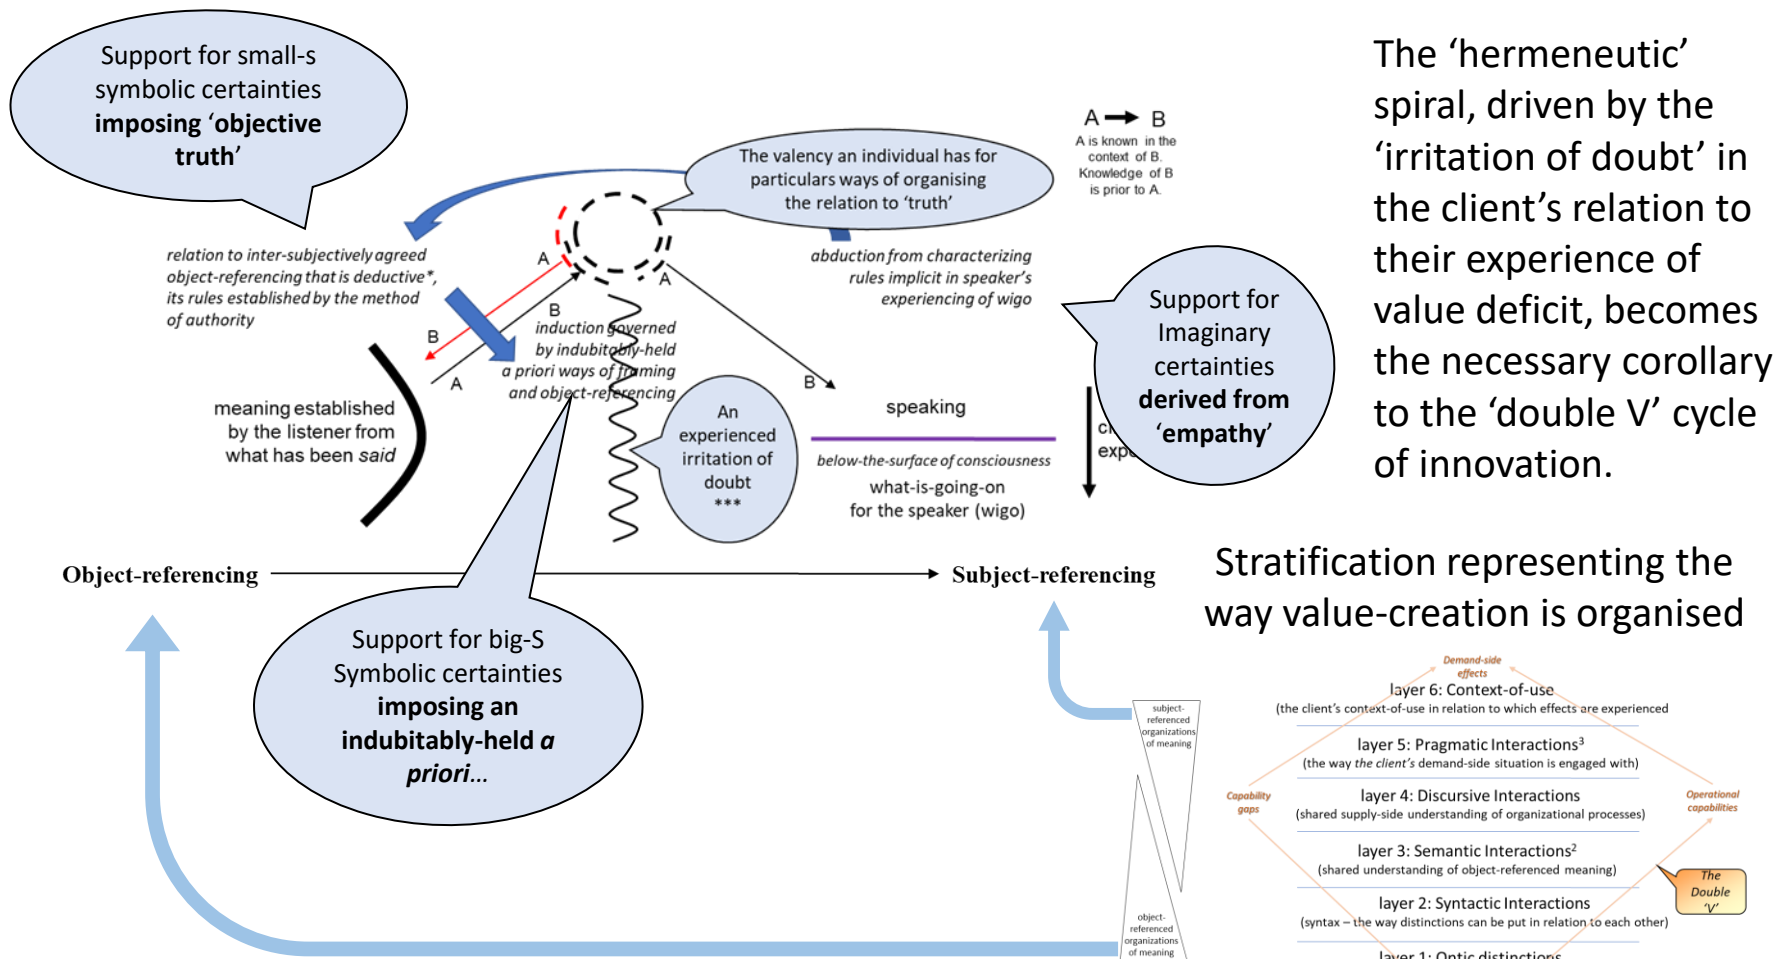 Support for small-s
symbolic certainties
imposing ‘objective
truth’
The valency an individual has for
particulars ways of organising
the relation to ‘truth’
A B
A is known in the
context of B.
Knowledge of B
is prior to A.
The ‘hermeneutic’
spiral, driven by the
‘irritation of doubt’ in
the client’s relation to
their experience of
value deficit, becomes
the necessary corollary
to the ‘double V’ cycle
of innovation.
relation to inter-subjectively agreed
object-referencing that is deductive*,
its rules established by the method
of authority
A
A
B
B
A
B
abduction from characterizing
rules implicit in speaker’s
experiencing of wigo
induction governed
by indubitably-held
a priori ways of framing
and object-referencing
Support for
Imaginary
certainties
derived from
‘empathy’
meaning established
by the listener from
what has been said
An
experienced
irritation of
doubt
***
speaking
below-the-surface of consciousness
what-is-going-on
for the speaker (wigo)
Object-referencing
Subject-referencing
Support for big-S
Symbolic certainties
imposing an
indubitably-held a
priori...
Stratification representing the
way value-creation is organised
subject-
referenced
organizations
of meaning
object-
referenced
organizations
of meaning
Demand-side
effects
layer 6: Context-of-use
(the client’s context-of-use in relation to which effects are experienced
layer 5: Pragmatic Interactions³
(the way the client’s demand-side situation is engaged with)
Capability
gaps
layer 4: Discursive Interactions
(shared supply-side understanding of organizational processes)
Operational
capabilities
layer 3: Semantic Interactions²
(shared understanding of object-referenced meaning)
The
Double
‘V’
layer 2: Syntactic Interactions
(syntax – the way distinctions can be put in relation to each other)
layer 1: Ontic distinctions